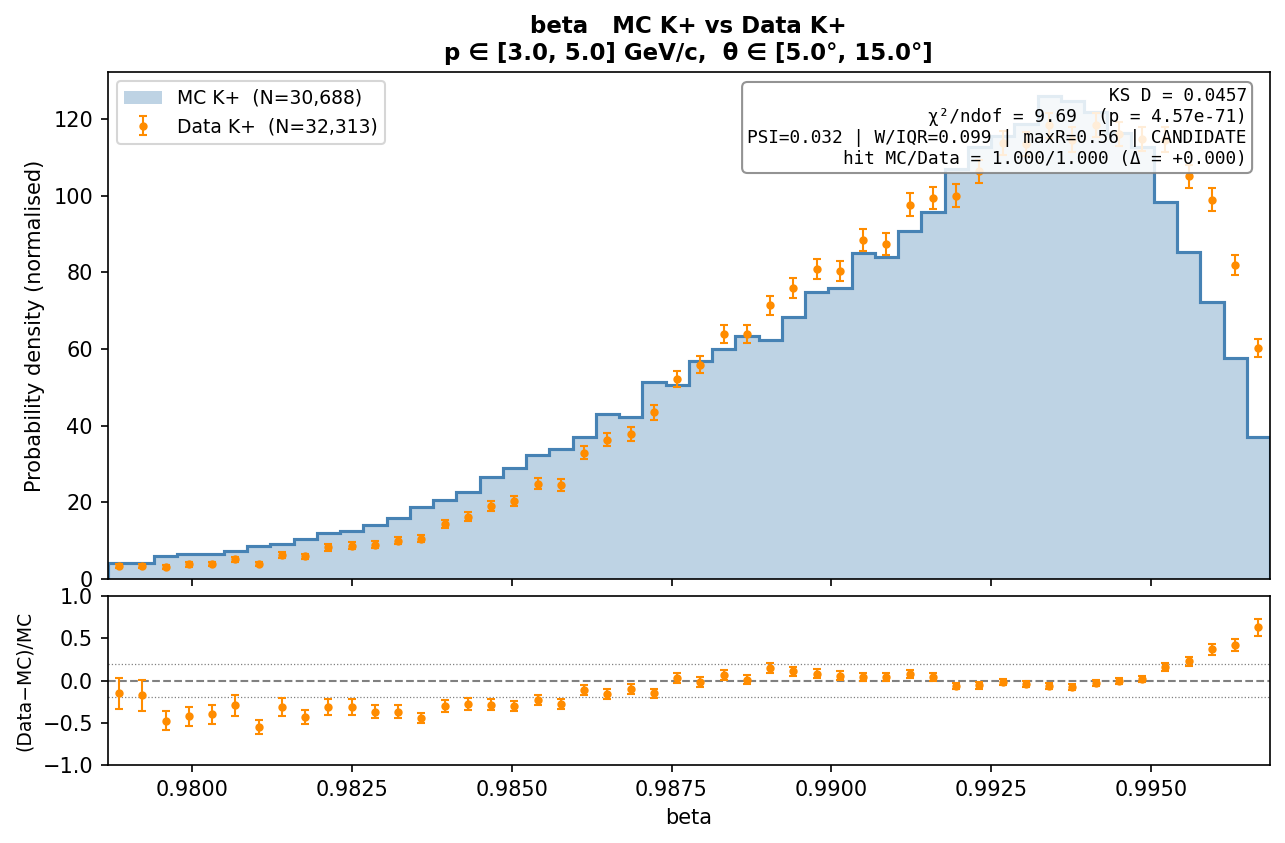 beta   MC K+ vs Data K+
p ∈ [3.0, 5.0] GeV/c,  θ ∈ [5.0°, 15.0°]
MC K+  (N=30,688)
Data K+  (N=32,313)
KS D = 0.0457
χ²/ndof = 9.69  (p = 4.57e-71)
PSI=0.032 | W/IQR=0.099 | maxR=0.56 | CANDIDATE
hit MC/Data = 1.000/1.000 (Δ = +0.000)
Probability density (normalised)
120
100
80
60
40
20
0
(Data−MC)/MC
1.0
0.5
0.0
−0.5
−1.0
0.9800 0.9825 0.9850 0.9875 0.9900 0.9925 0.9950
beta